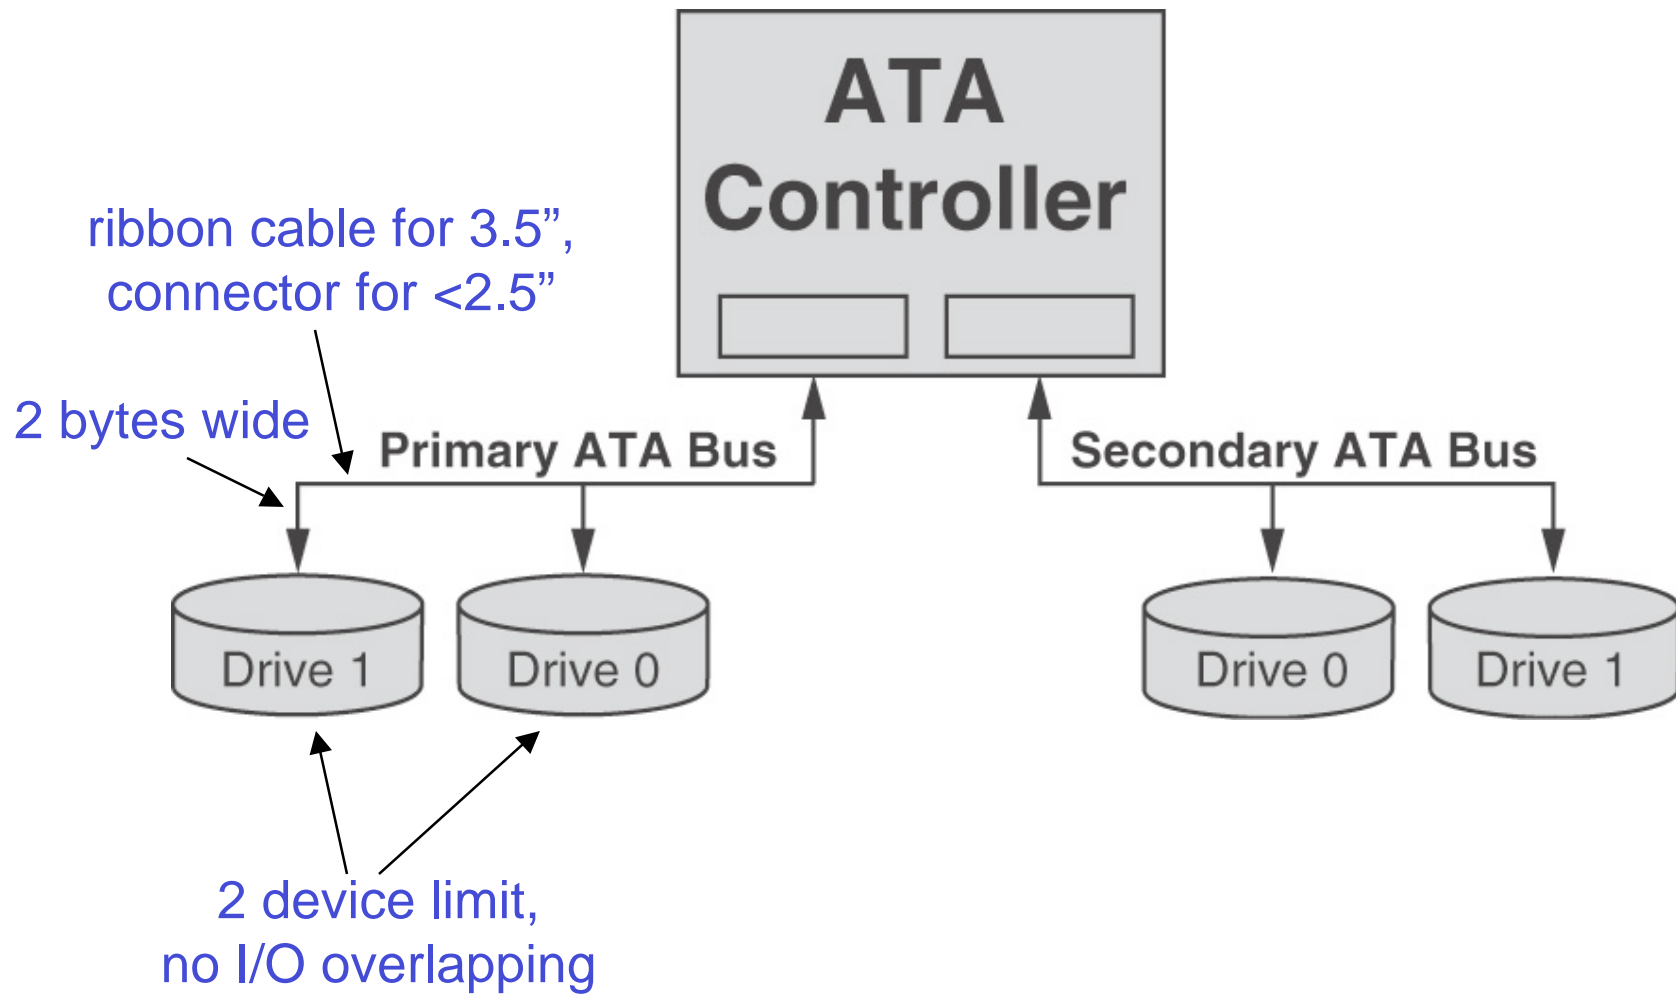 ATA
Controller
ribbon cable for 3.5”,
connector for <2.5”
2 bytes wide
Primary ATA Bus
Secondary ATA Bus
Drive 1
Drive 0
Drive 0
Drive 1
2 device limit,
no I/O overlapping